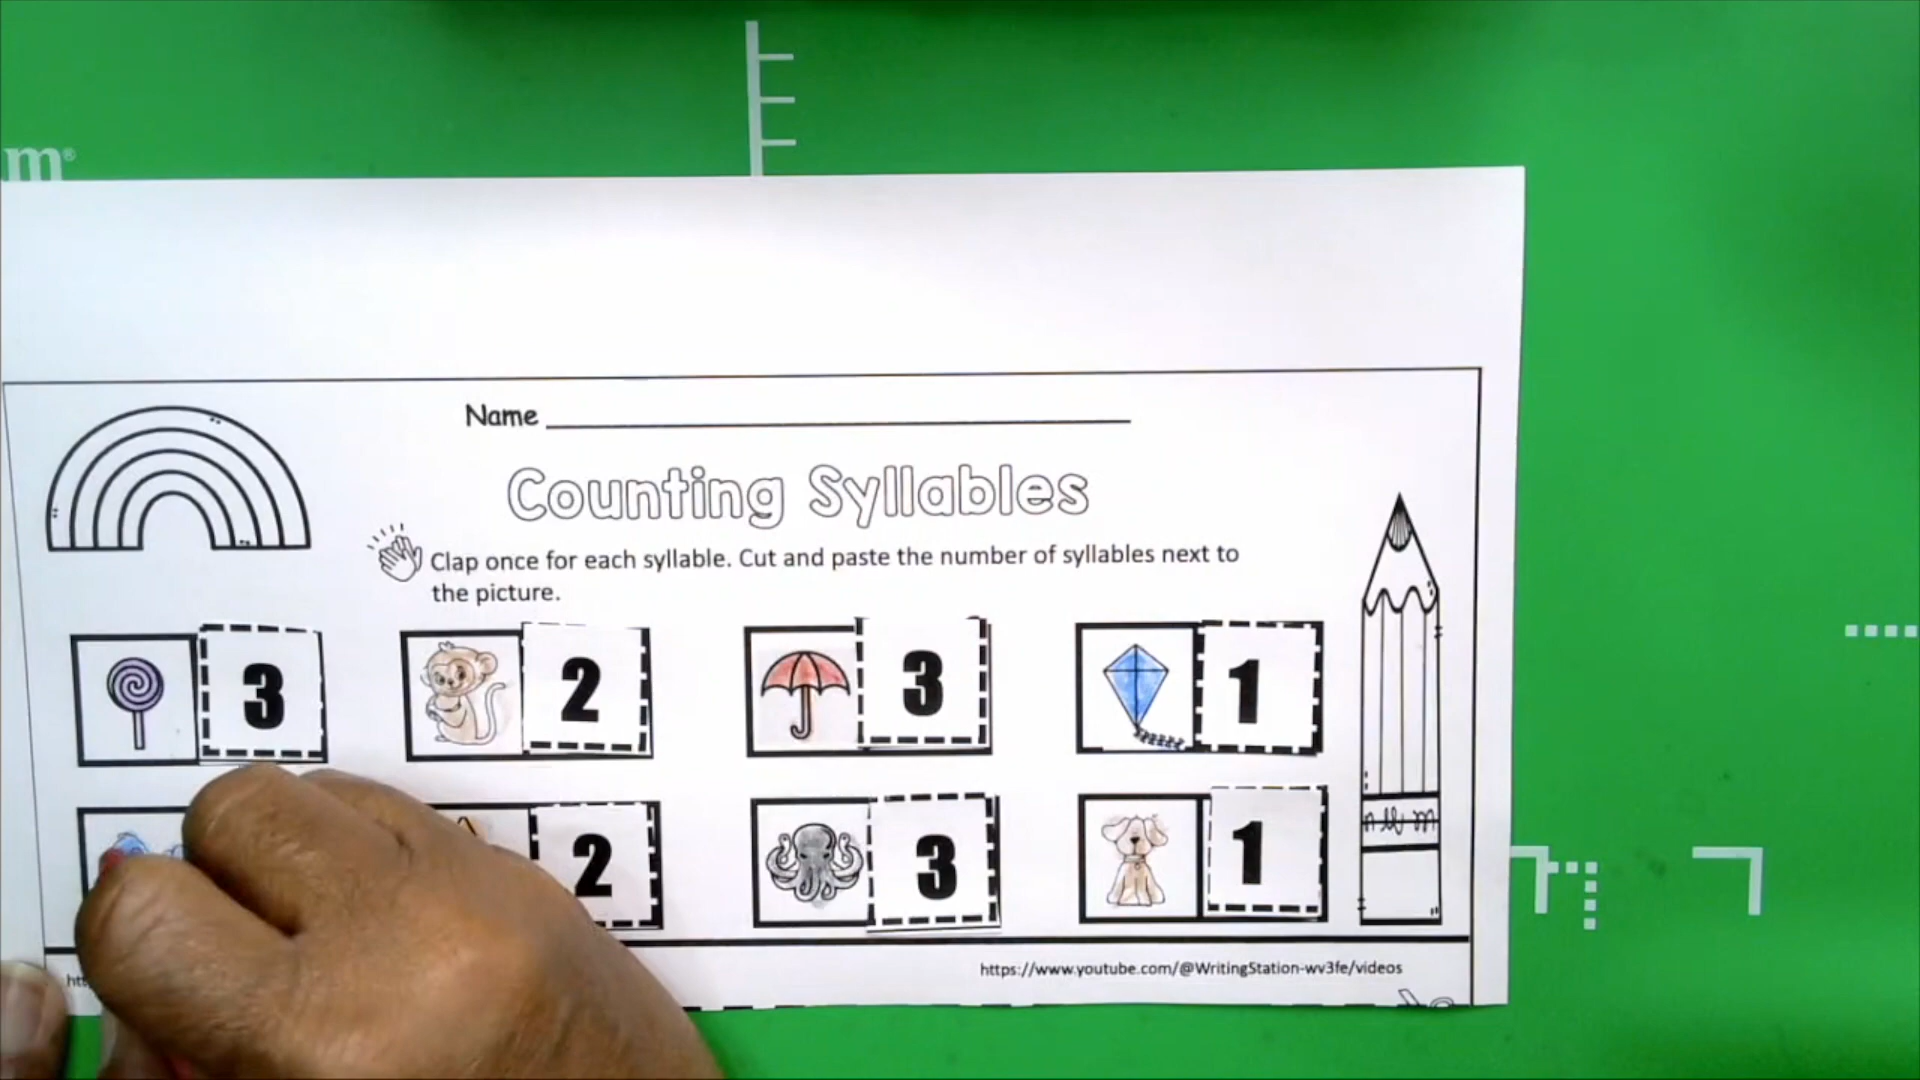 m®
Name
Counting Syllables
Clap once for each syllable. Cut and paste the number of syllables next to
the picture.
3 2 3 1
2 3 1
https://www.youtube.com/@WritingStation-wv3fe/videos